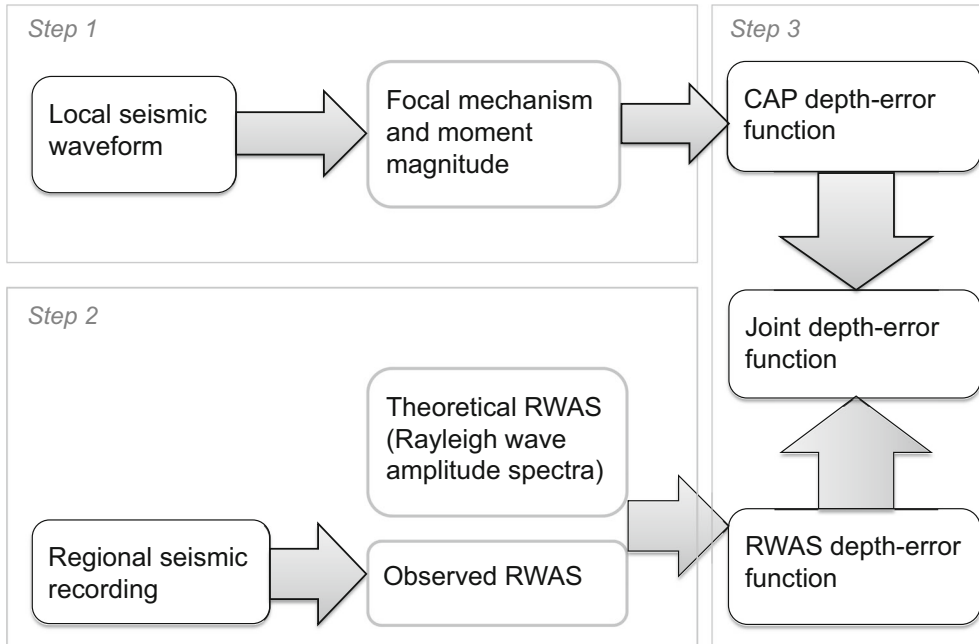 Step 1
Local seismic
waveform
Focal mechanism
and moment
magnitude
Step 2
Theoretical RWAS
(Rayleigh wave
amplitude spectra)
Regional seismic
recording
Observed RWAS
Step 3
CAP depth-error
function
Joint depth-error
function
RWAS depth-error
function